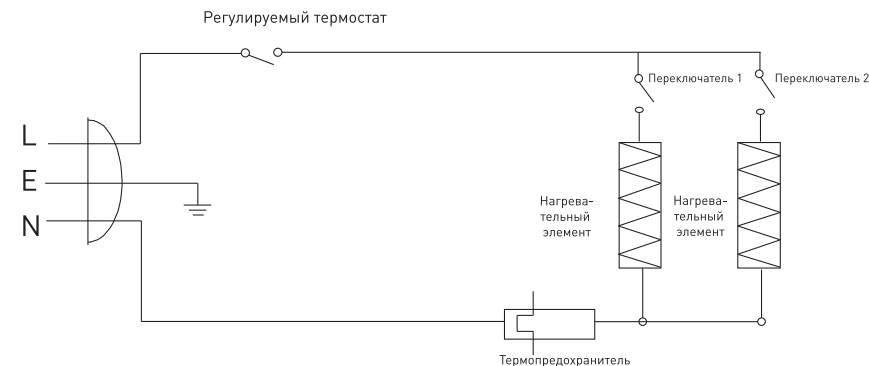 Регулируемый термостат
Переключатель 1
Переключатель 2
L
E
N
Нагрева-
тельный
элемент
Нагрева-
тельный
элемент
Термопредохранитель